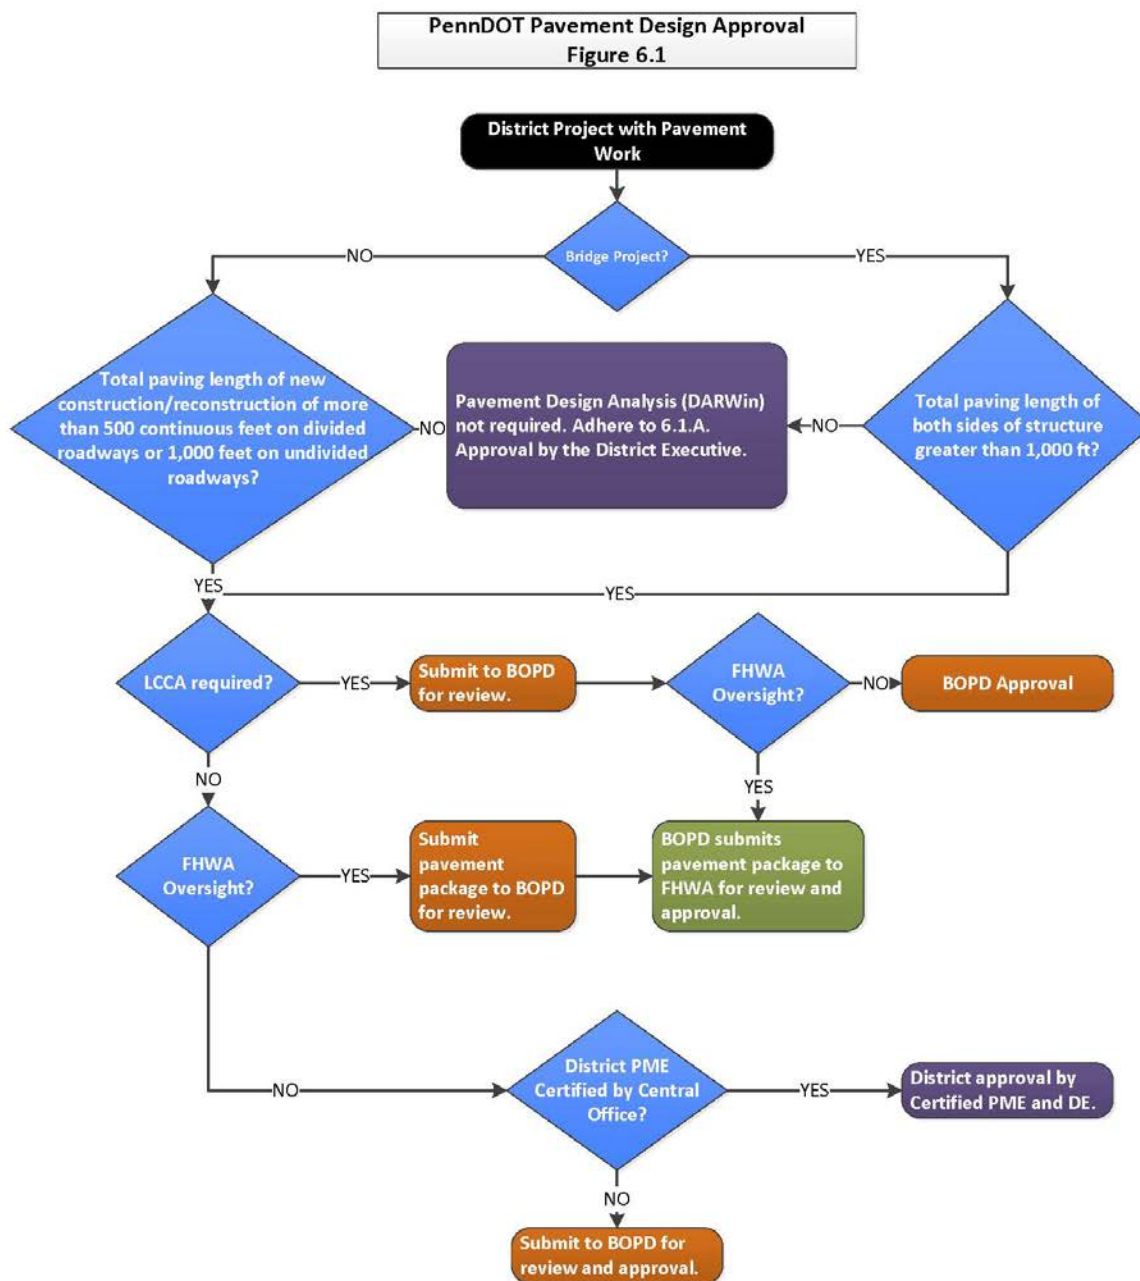 PennDOT Pavement Design Approval
Figure 6.1
District Project with Pavement
Work
Bridge Project?
NO
YES
Total paving length of new
construction/reconstruction of more
than 500 continuous feet on divided
roadways or 1,000 feet on undivided
roadways?
NO
Pavement Design Analysis (DARWin)
not required. Adhere to 6.1.A.
Approval by the District Executive.
NO
Total paving length of
both sides of structure
greater than 1,000 ft?
YES
YES
LCCA required?
YES
Submit to BOPD
for review.
FHWA
Oversight?
NO
BOPD Approval
NO
YES
FHWA
Oversight?
YES
Submit
pavement
package to BOPD
for review.
BOPD submits
pavement package to
FHWA for review and
approval.
NO
District PME
Certified by Central
Office?
YES
District approval by
Certified PME and DE.
NO
Submit to BOPD for
review and approval.